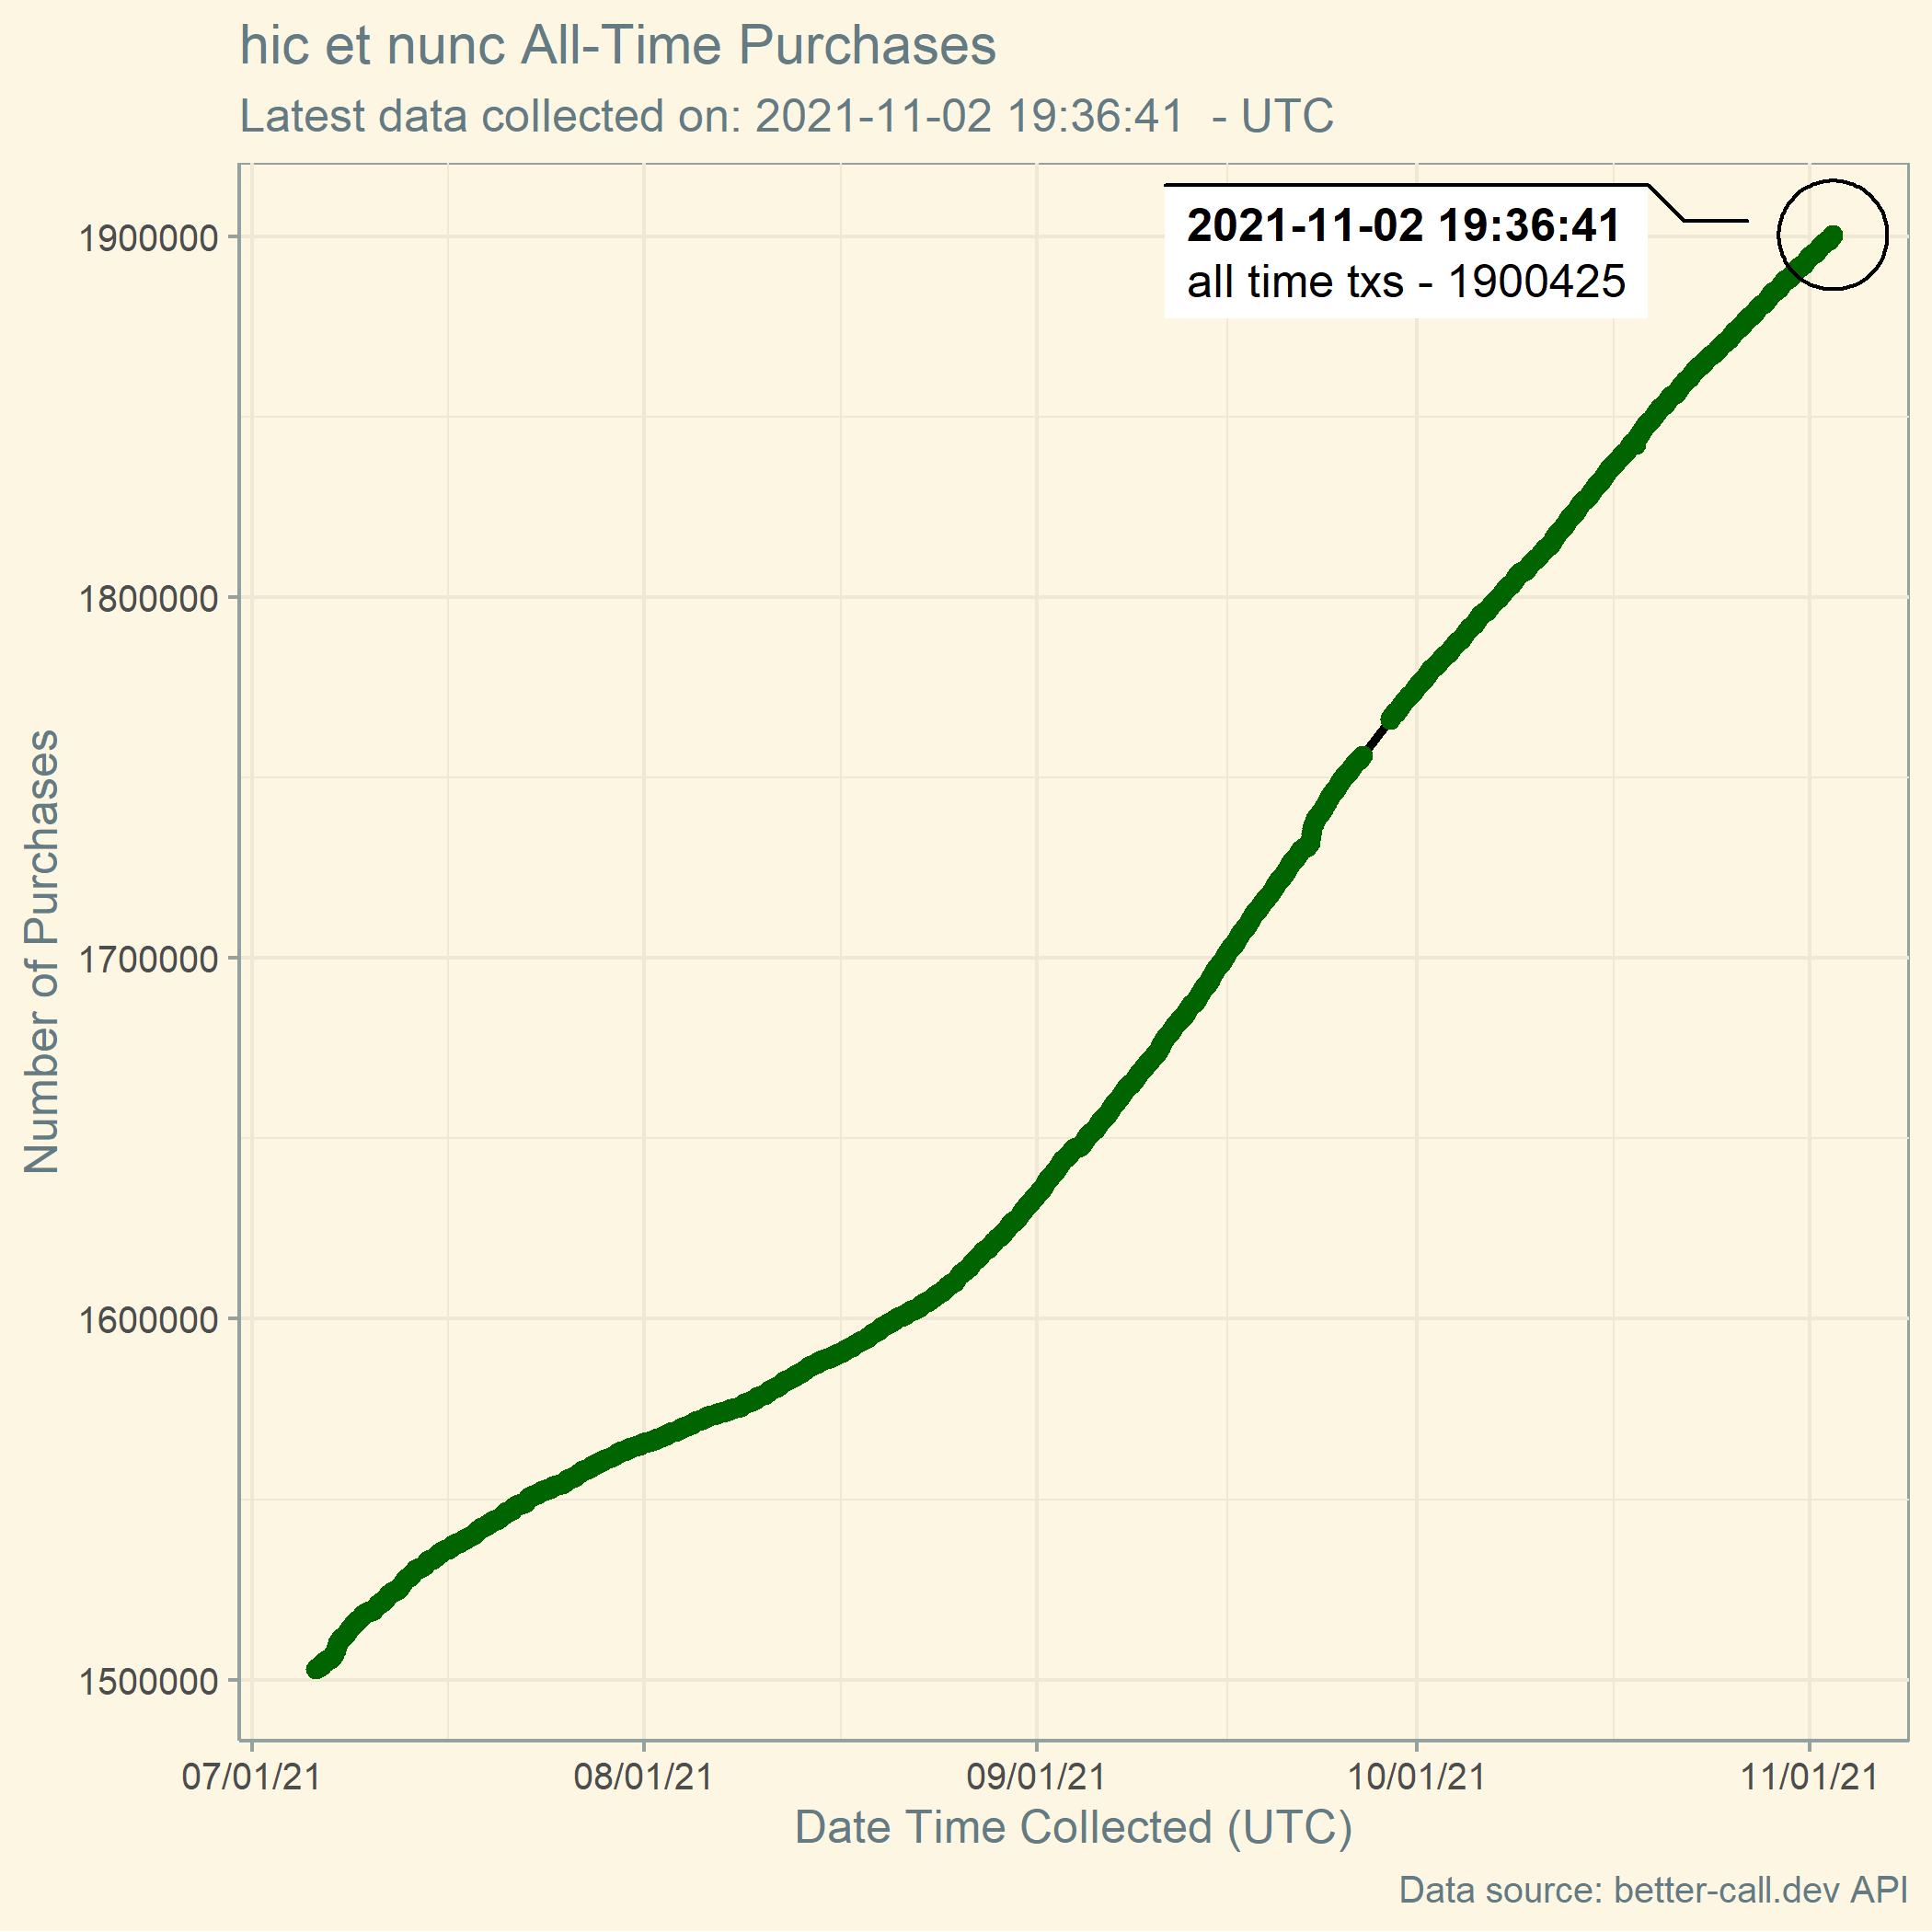 hic et nunc All-Time Purchases
Latest data collected on: 2021-11-02 19:36:41 - UTC
2021-11-02 19:36:41
all time txs - 1900425
Number of Purchases
1900000
1800000
1700000
1600000
1500000
07/01/21 08/01/21 09/01/21 10/01/21 11/01/21
Date Time Collected (UTC)
Data source: better-call.dev API